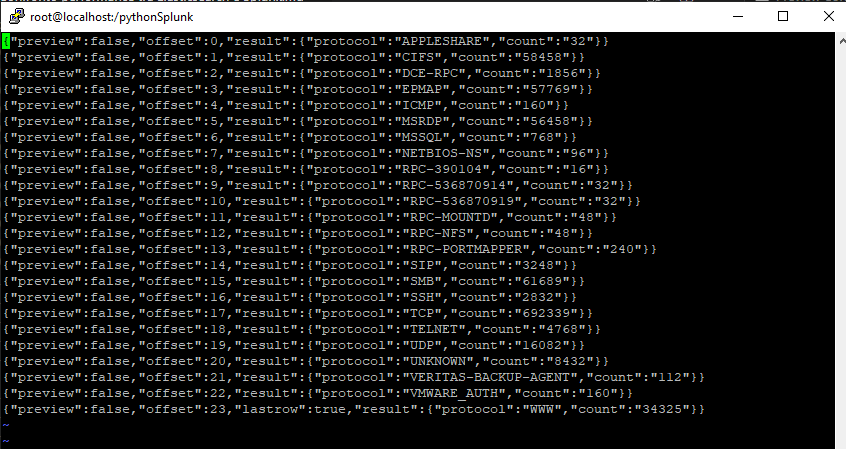 root@localhost:/pythonSplunk
{"preview":false,"offset":0,"result":{"protocol":"APPLESHARE","count":"32"}}
{"preview":false,"offset":1,"result":{"protocol":"CIFS","count":"58458"}}
{"preview":false,"offset":2,"result":{"protocol":"DCE-RPC","count":"1856"}}
{"preview":false,"offset":3,"result":{"protocol":"EPMAP","count":"57769"}}
{"preview":false,"offset":4,"result":{"protocol":"ICMP","count":"160"}}
{"preview":false,"offset":5,"result":{"protocol":"MSRDP","count":"56458"}}
{"preview":false,"offset":6,"result":{"protocol":"MSSQL","count":"768"}}
{"preview":false,"offset":7,"result":{"protocol":"NETBIOS-NS","count":"96"}}
{"preview":false,"offset":8,"result":{"protocol":"RPC-390104","count":"16"}}
{"preview":false,"offset":9,"result":{"protocol":"RPC-536870914","count":"32"}}
{"preview":false,"offset":10,"result":{"protocol":"RPC-536870919","count":"32"}}
{"preview":false,"offset":11,"result":{"protocol":"RPC-MOUNTD","count":"48"}}
{"preview":false,"offset":12,"result":{"protocol":"RPC-NFS","count":"48"}}
{"preview":false,"offset":13,"result":{"protocol":"RPC-PORTMAPPER","count":"240"}}
{"preview":false,"offset":14,"result":{"protocol":"SIP","count":"3248"}}
{"preview":false,"offset":15,"result":{"protocol":"SMB","count":"61689"}}
{"preview":false,"offset":16,"result":{"protocol":"SSH","count":"2832"}}
{"preview":false,"offset":17,"result":{"protocol":"TCP","count":"692339"}}
{"preview":false,"offset":18,"result":{"protocol":"TELNET","count":"4768"}}
{"preview":false,"offset":19,"result":{"protocol":"UDP","count":"16082"}}
{"preview":false,"offset":20,"result":{"protocol":"UNKNOWN","count":"8432"}}
{"preview":false,"offset":21,"result":{"protocol":"VERITAS-BACKUP-AGENT","count":"112"}}
{"preview":false,"offset":22,"result":{"protocol":"VMWARE_AUTH","count":"160"}}
{"preview":false,"offset":23,"lastrow":true,"result":{"protocol":"WWW","count":"34325"}}
~
~